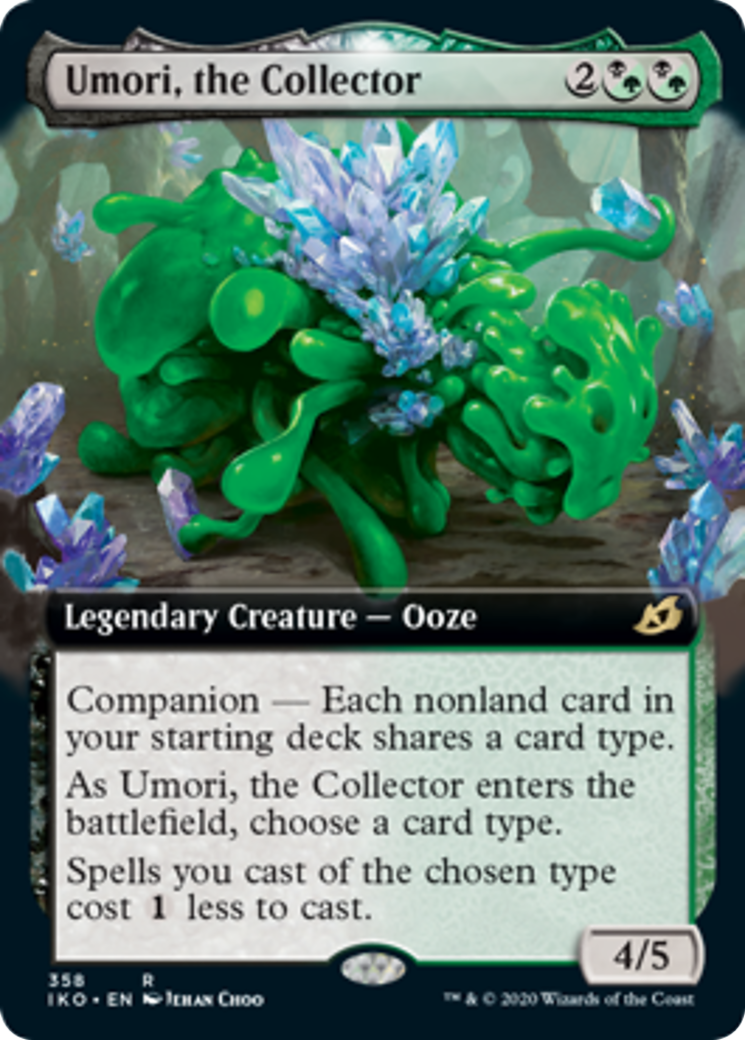 Umori, the Collector 2
Legendary Creature — Ooze
Companion — Each nonland card in
your starting deck shares a card type.
As Umori, the Collector enters the
battlefield, choose a card type.
Spells you cast of the chosen type
cost 1 less to cast.
4/5
358 R
IKO • EN Jehan Choo
™ & © 2020 Wizards of the Coast